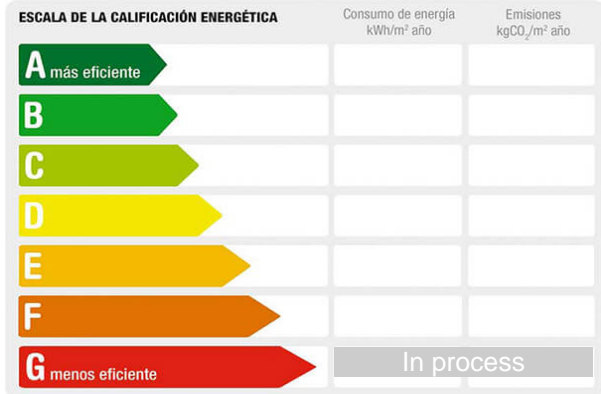 ESCALA DE LA CALIFICACIÓN ENERGÉTICA
Consumo de energía
kWh/m² año
Emisiones
kgCO₂/m² año
A más eficiente
B
C
D
E
F
G menos eficiente
In process